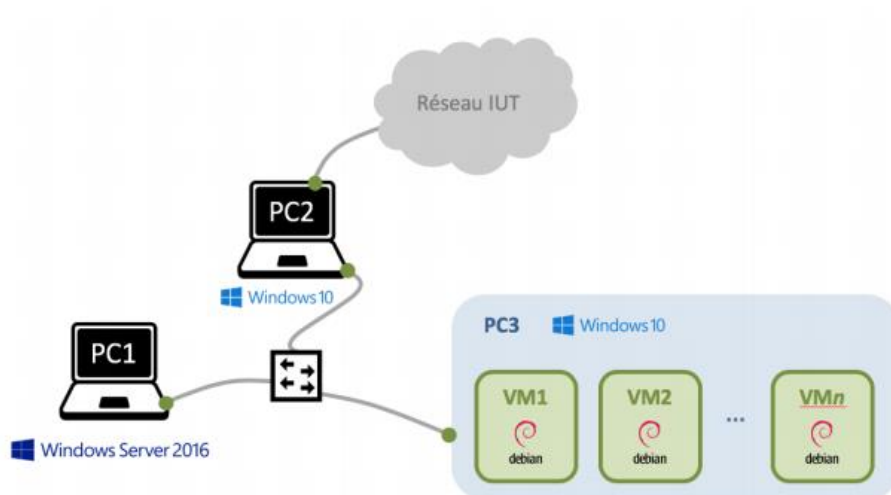 Réseau IUT
PC2
Windows 10
PC1
Windows Server 2016
PC3
Windows 10
VM1
debian
VM2
debian
...
VMn
debian